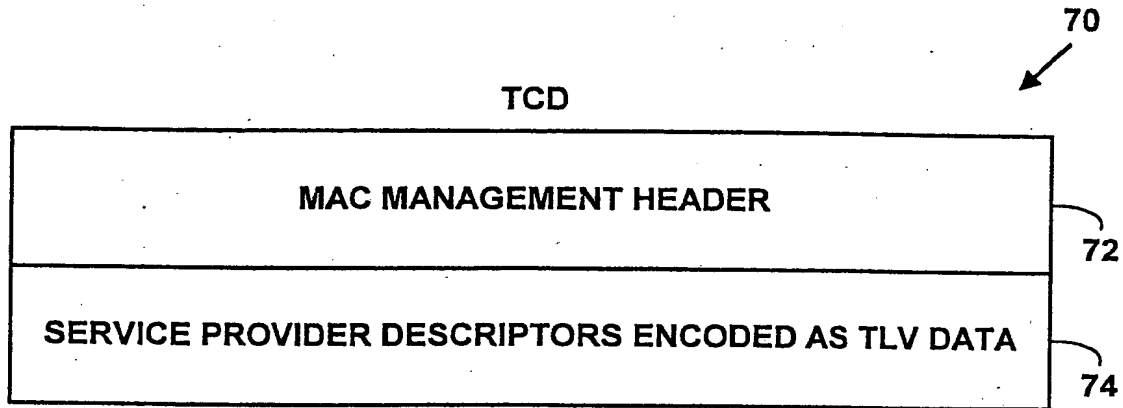 70
TCD
MAC MANAGEMENT HEADER
72
SERVICE PROVIDER DESCRIPTORS ENCODED AS TLV DATA
74